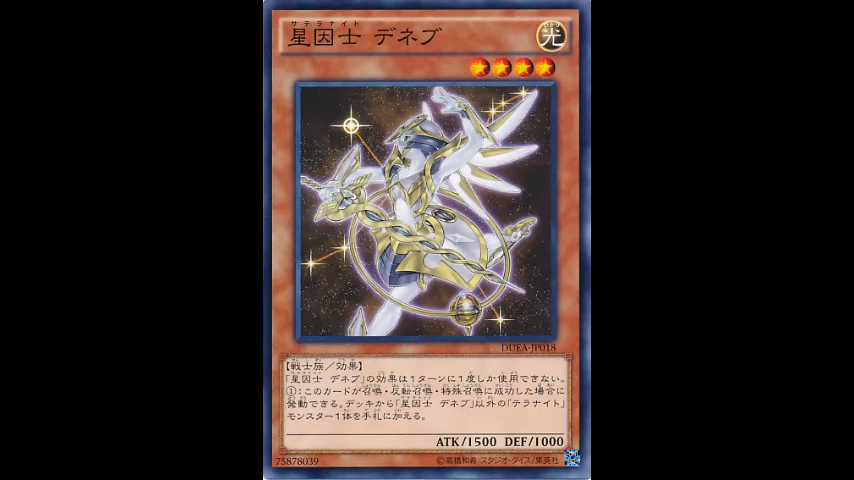 サテラナイト
星因士 デネブ
光
DUEA-JP018
【戦士族／効果】
「星因士 デネブ」の効果は１ターンに１度しか使用できない。
①：このカードが召喚・反転召喚・特殊召喚に成功した場合に
発動できる。デッキから「星因士 デネブ」以外の「テラナイト」
モンスター１体を手札に加える。
ATK/1500 DEF/1000
75878039 ©高橋和希 スタジオ・ダイス/集英社